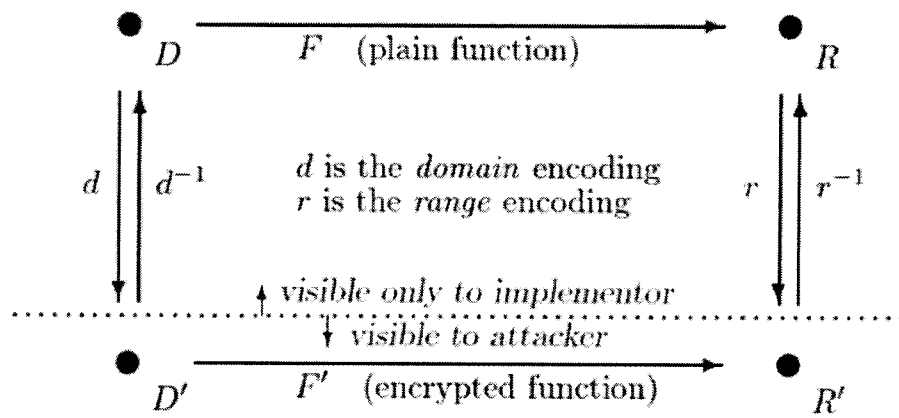 D F (plain function) R
d d⁻¹ d is the domain encoding r r⁻¹
r is the range encoding
visible only to implementor
visible to attacker
D′ F′ (encrypted function) R′